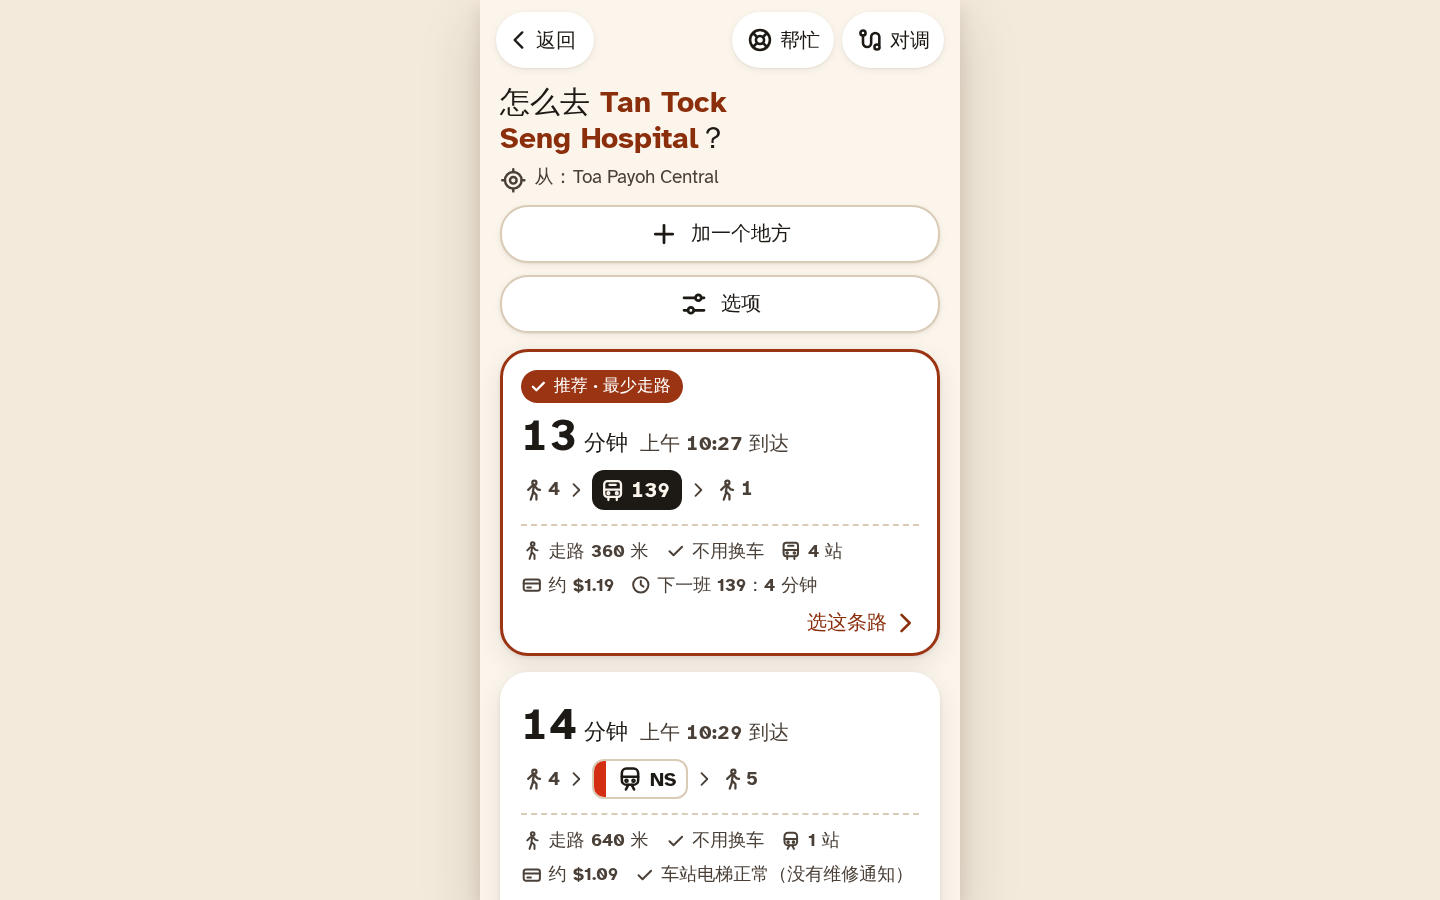 返回
帮忙
对调
怎么去 Tan Tock
Seng Hospital？
从：Toa Payoh Central
加一个地方
选项
推荐 · 最少走路
13 分钟 上午 10:27 到达
4 139 1
走路 360 米 不用换车 4 站
约 $1.19 下一班 139：4 分钟
选这条路
14 分钟 上午 10:29 到达
4 NS 5
走路 640 米 不用换车 1 站
约 $1.09 车站电梯正常（没有维修通知）